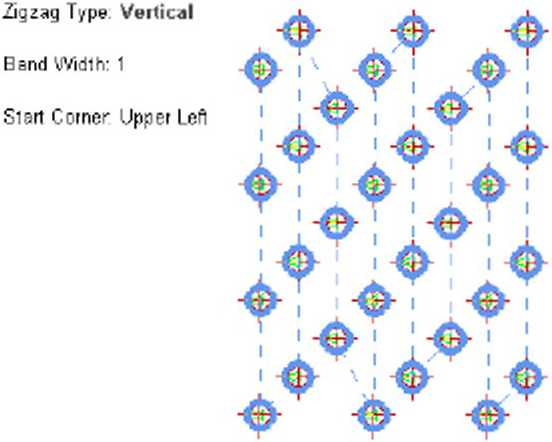 Zigzag Type: Vertical
Band Width: 1
Start Corner: Upper Left